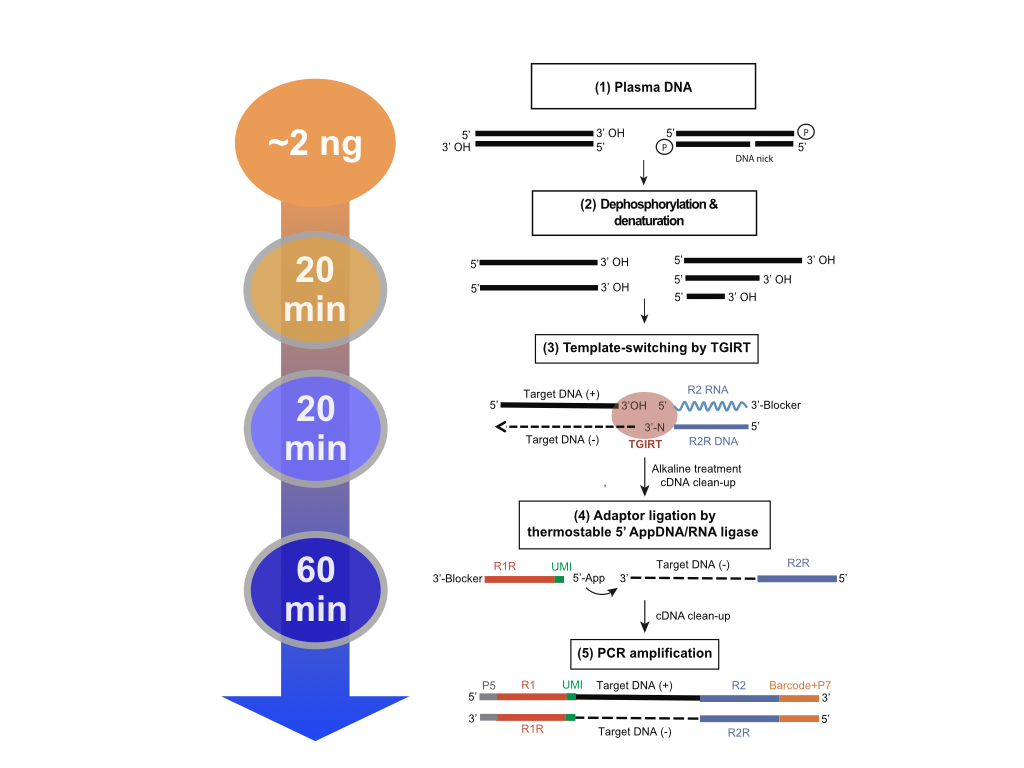 ~2 ng
20
min
20
min
60
min
(1) Plasma DNA
5’ 3’ OH
3’ OH 5’
5’ P
P 5’
DNA nick
(2) Dephosphorylation &
denaturation
5’ 3’ OH
5’ 3’ OH
5’ 3’ OH
5’ 3’ OH
5’ 3’ OH
(3) Template-switching by TGIRT
R2 RNA
Target DNA (+)
5’ 3’OH 5’ 3’-Blocker
3’-N 5’
Target DNA (-) R2R DNA
TGIRT
Alkaline treatment
cDNA clean-up
(4) Adaptor ligation by
thermostable 5’ AppDNA/RNA ligase
R1R UMI Target DNA (-) R2R
3’-Blocker 5’-App 3’ 5’
cDNA clean-up
(5) PCR amplification
P5 R1 UMI Target DNA (+) R2 Barcode+P7
5’ 3’
3’ 5’
R1R Target DNA (-) R2R